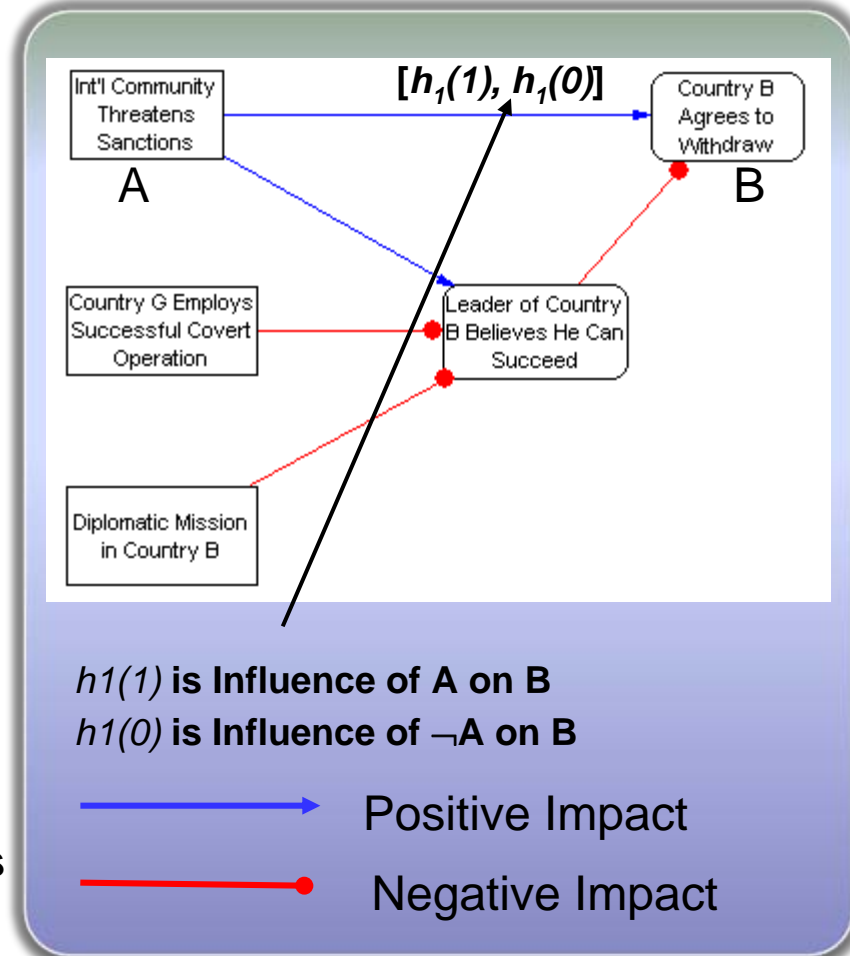 [h1(1), h1(0)]
Int'l Community
Threatens
Sanctions
A
Country B
Agrees to
Withdraw
B
Country G Employs
Successful Covert
Operation
Leader of Country
B Believes He Can
Succeed
Diplomatic Mission
in Country B
h1(1) is Influence of A on B
h1(0) is Influence of ¬A on B
Positive Impact
s
Negative Impact